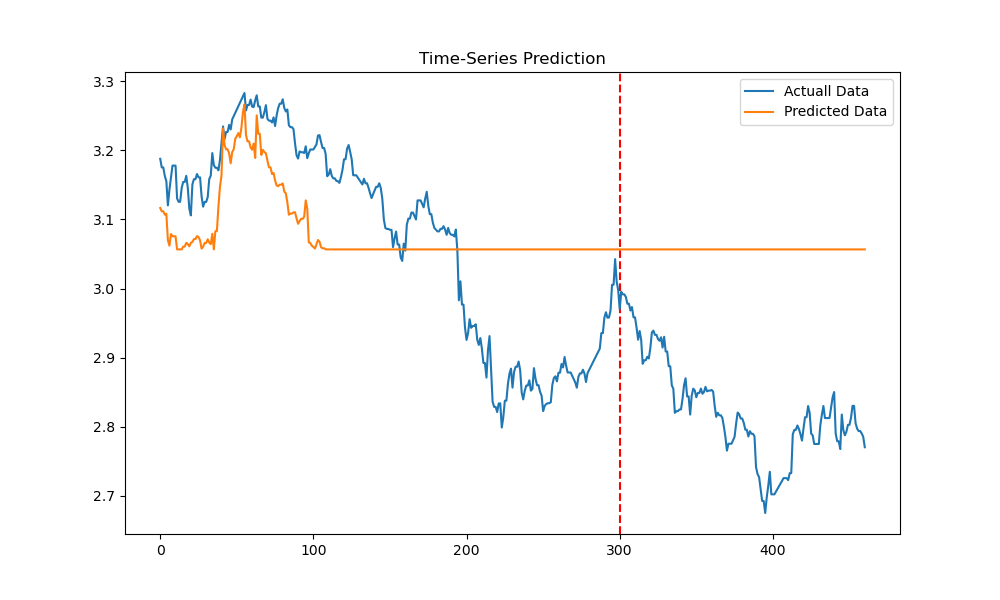 Time-Series Prediction
Actuall Data
Predicted Data
3.3
3.2
3.1
3.0
2.9
2.8
2.7
0 100 200 300 400